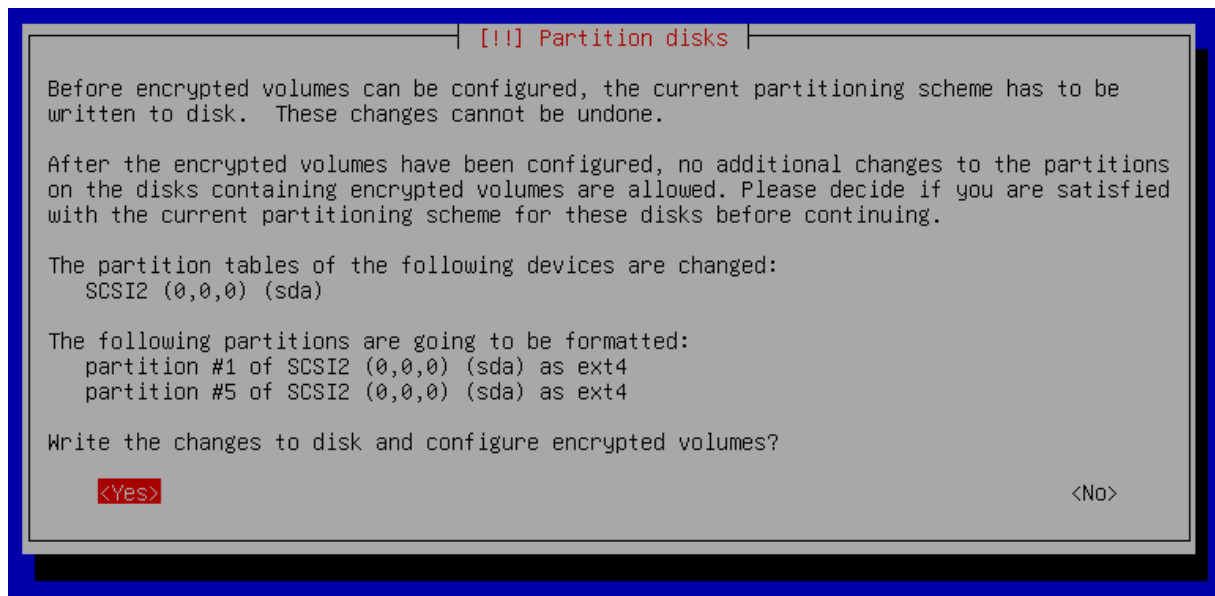 [!!] Partition disks
Before encrypted volumes can be configured, the current partitioning scheme has to be
written to disk.  These changes cannot be undone.
After the encrypted volumes have been configured, no additional changes to the partitions
on the disks containing encrypted volumes are allowed. Please decide if you are satisfied
with the current partitioning scheme for these disks before continuing.
The partition tables of the following devices are changed:
SCSI2 (0,0,0) (sda)
The following partitions are going to be formatted:
partition #1 of SCSI2 (0,0,0) (sda) as ext4
partition #5 of SCSI2 (0,0,0) (sda) as ext4
Write the changes to disk and configure encrypted volumes?
<Yes> <No>